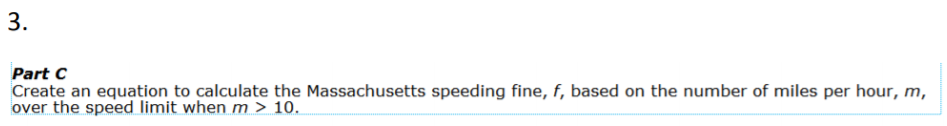 3.
Part C
Create an equation to calculate the Massachusetts speeding fine, f, based on the number of miles per hour, m,
over the speed limit when m > 10.